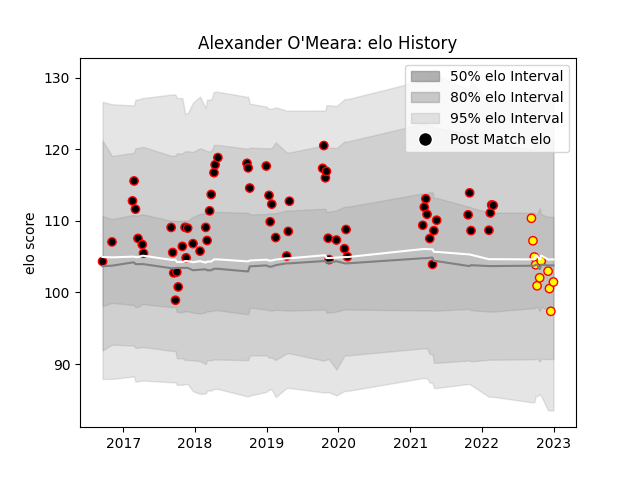 Alexander O'Meara: elo History
50% elo Interval
80% elo Interval
95% elo Interval
Post Match elo
elo score
130
120
110
100
90
2017 2018 2019 2020 2021 2022 2023